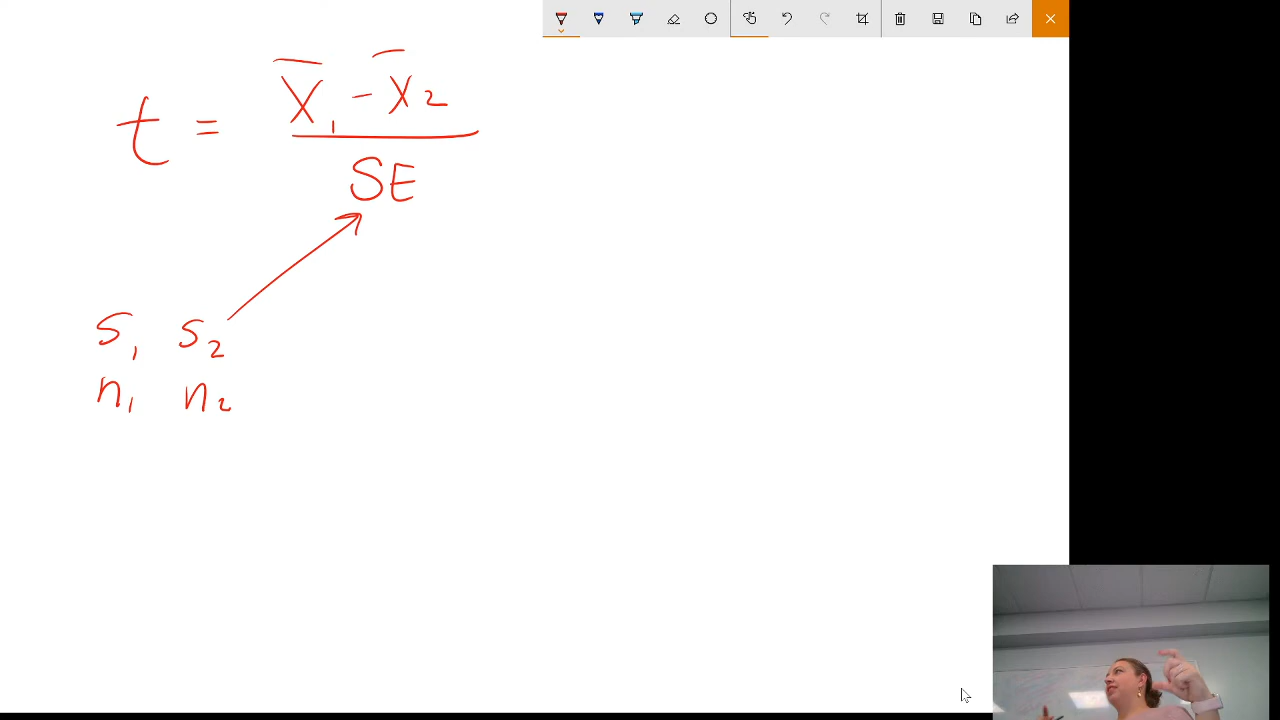 t = X̄₁ - X̄₂
SE
s₁ s₂
n₁ n₂